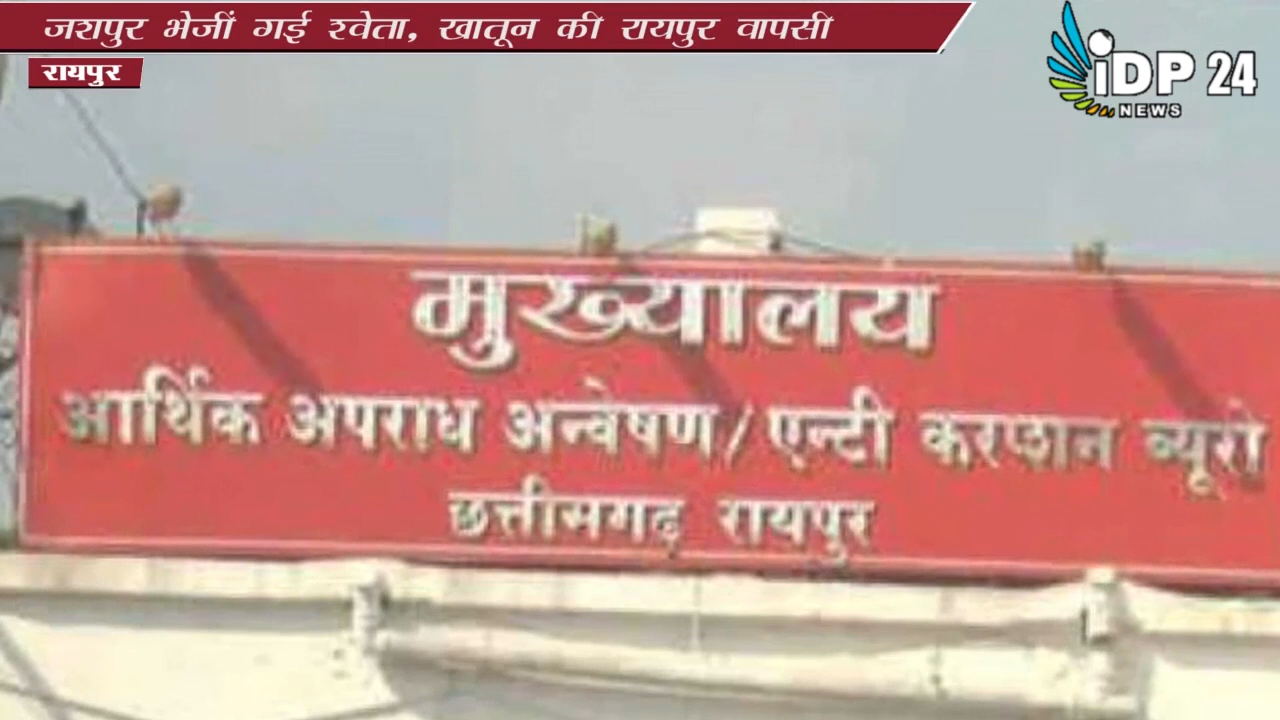 जशपुर भेजीं गई श्वेता, खातून की रायपुर वापसी
रायपुर
iDP 24
NEWS
मुख्यालय
आर्थिक अपराध अन्वेषण/एन्टी करप्शन ब्यूरो
छत्तीसगढ़ रायपुर